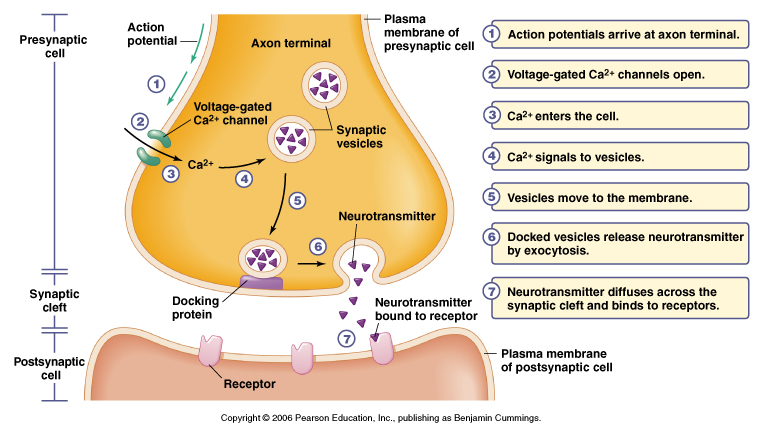 Presynaptic
cell
Synaptic
cleft
Postsynaptic
cell
Action
potential
Axon terminal
Plasma
membrane of
presynaptic cell
1
2
Voltage-gated
Ca²⁺ channel
Synaptic
vesicles
3
Ca²⁺
4
5
Neurotransmitter
6
Docking
protein
Neurotransmitter
bound to receptor
7
Receptor
Plasma membrane
of postsynaptic cell
1 Action potentials arrive at axon terminal.
2 Voltage-gated Ca²⁺ channels open.
3 Ca²⁺ enters the cell.
4 Ca²⁺ signals to vesicles.
5 Vesicles move to the membrane.
6 Docked vesicles release neurotransmitter
by exocytosis.
7 Neurotransmitter diffuses across the
synaptic cleft and binds to receptors.
Copyright © 2006 Pearson Education, Inc., publishing as Benjamin Cummings.